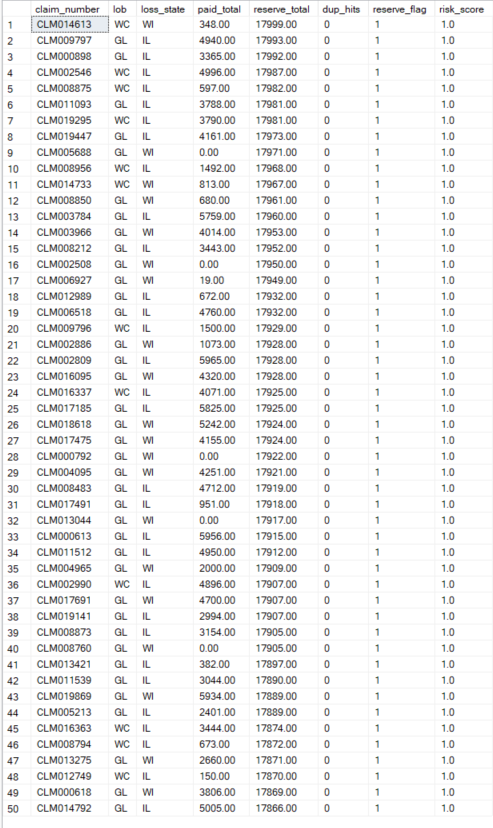 claim_number lob loss_state paid_total reserve_total dup_hits reserve_flag risk_score
1 CLM014613 WC WI 348.00 17999.00 0 1 1.0
2 CLM009797 GL IL 4940.00 17993.00 0 1 1.0
3 CLM000898 GL IL 3365.00 17992.00 0 1 1.0
4 CLM002546 WC IL 4996.00 17987.00 0 1 1.0
5 CLM008875 WC IL 597.00 17982.00 0 1 1.0
6 CLM011093 GL IL 3788.00 17981.00 0 1 1.0
7 CLM019295 WC IL 3790.00 17981.00 0 1 1.0
8 CLM019447 GL IL 4161.00 17973.00 0 1 1.0
9 CLM005688 GL WI 0.00 17971.00 0 1 1.0
10 CLM008956 WC IL 1492.00 17968.00 0 1 1.0
11 CLM014733 WC WI 813.00 17967.00 0 1 1.0
12 CLM008850 GL WI 680.00 17961.00 0 1 1.0
13 CLM003784 GL IL 5759.00 17960.00 0 1 1.0
14 CLM003966 GL WI 4014.00 17953.00 0 1 1.0
15 CLM008212 GL IL 3443.00 17952.00 0 1 1.0
16 CLM002508 GL WI 0.00 17950.00 0 1 1.0
17 CLM006927 GL WI 19.00 17949.00 0 1 1.0
18 CLM012989 GL IL 672.00 17932.00 0 1 1.0
19 CLM006518 GL IL 4760.00 17932.00 0 1 1.0
20 CLM009796 WC IL 1500.00 17929.00 0 1 1.0
21 CLM002886 GL WI 1073.00 17928.00 0 1 1.0
22 CLM002809 GL IL 5965.00 17928.00 0 1 1.0
23 CLM016095 GL WI 4320.00 17928.00 0 1 1.0
24 CLM016337 WC IL 4071.00 17925.00 0 1 1.0
25 CLM017185 GL IL 5825.00 17925.00 0 1 1.0
26 CLM018618 GL WI 5242.00 17924.00 0 1 1.0
27 CLM017475 GL WI 4155.00 17924.00 0 1 1.0
28 CLM000792 GL WI 0.00 17922.00 0 1 1.0
29 CLM004095 GL WI 4251.00 17921.00 0 1 1.0
30 CLM008483 GL IL 4712.00 17919.00 0 1 1.0
31 CLM017491 GL IL 951.00 17918.00 0 1 1.0
32 CLM013044 GL WI 0.00 17917.00 0 1 1.0
33 CLM000613 GL IL 5956.00 17915.00 0 1 1.0
34 CLM011512 GL IL 4950.00 17912.00 0 1 1.0
35 CLM004965 GL WI 2000.00 17909.00 0 1 1.0
36 CLM002990 WC IL 4896.00 17907.00 0 1 1.0
37 CLM017691 GL WI 4700.00 17907.00 0 1 1.0
38 CLM019141 GL IL 2994.00 17907.00 0 1 1.0
39 CLM008873 GL IL 3154.00 17905.00 0 1 1.0
40 CLM008760 GL WI 0.00 17905.00 0 1 1.0
41 CLM013421 GL IL 382.00 17897.00 0 1 1.0
42 CLM011539 GL IL 3044.00 17890.00 0 1 1.0
43 CLM019869 GL WI 5934.00 17889.00 0 1 1.0
44 CLM005213 GL IL 2401.00 17889.00 0 1 1.0
45 CLM016363 WC IL 3444.00 17874.00 0 1 1.0
46 CLM008794 WC IL 673.00 17872.00 0 1 1.0
47 CLM013275 GL WI 2660.00 17871.00 0 1 1.0
48 CLM012749 WC IL 150.00 17870.00 0 1 1.0
49 CLM000618 GL WI 3806.00 17869.00 0 1 1.0
50 CLM014792 GL IL 5005.00 17866.00 0 1 1.0